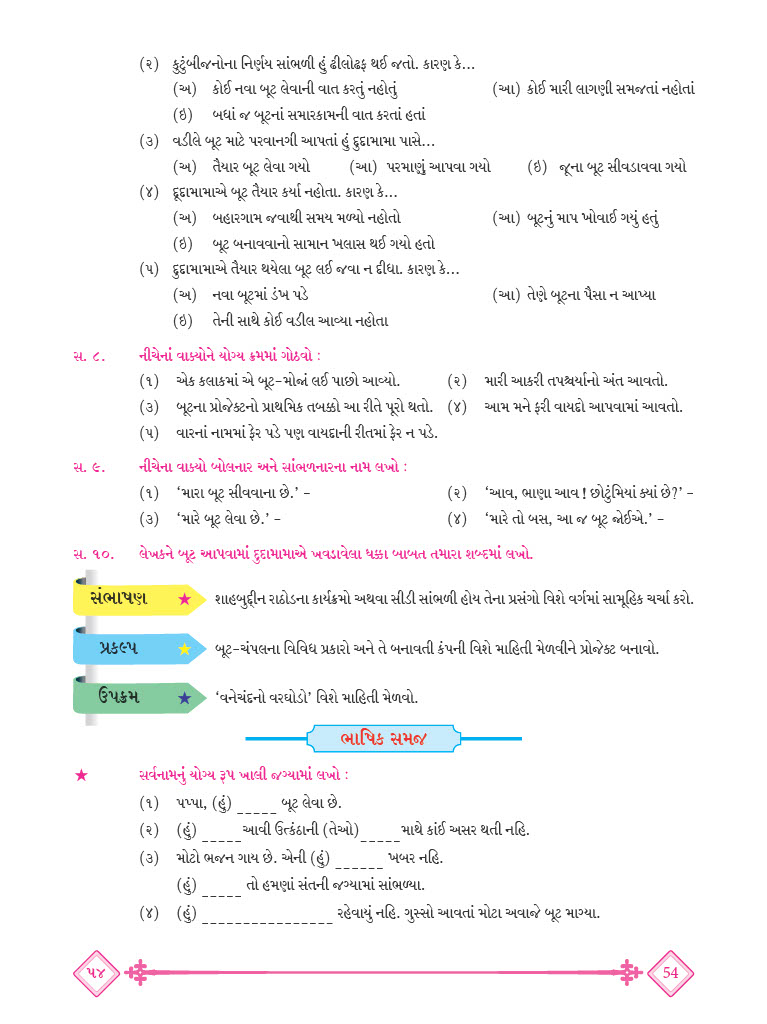 (૨) કુટુંબીજનોના નિર્ણય સાંભળી હું ઢીલોઢફ થઈ જતો. કારણ કે...
(અ) કોઈ નવા બૂટ લેવાની વાત કરતું નહોતું (આ) કોઈ મારી લાગણી સમજતાં નહોતાં
(ઇ) બધાં જ બૂટનાં સમારકામની વાત કરતાં હતાં
(૩) વડીલે બૂટ માટે પરવાનગી આપતાં હું દુદામામા પાસે...
(અ) તૈયાર બૂટ લેવા ગયો (આ) પરમાણું આપવા ગયો (ઇ) જૂના બૂટ સીવડાવવા ગયો
(૪) દૂદામામાએ બૂટ તૈયાર કર્યા નહોતા. કારણ કે...
(અ) બહારગામ જવાથી સમય મળ્યો નહોતો (આ) બૂટનું માપ ખોવાઈ ગયું હતું
(ઇ) બૂટ બનાવવાનો સામાન ખલાસ થઈ ગયો હતો
(૫) દુદામામાએ તૈયાર થયેલા બૂટ લઈ જવા ન દીધા. કારણ કે...
(અ) નવા બૂટમાં ડંખ પડે (આ) તેણે બૂટના પૈસા ન આપ્યા
(ઇ) તેની સાથે કોઈ વડીલ આવ્યા નહોતા
સ. ૮. નીચેનાં વાક્યોને યોગ્ય ક્રમમાં ગોઠવો :
(૧) એક કલાકમાં એ બૂટ-મોજાં લઈ પાછો આવ્યો. (૨) મારી આકરી તપશ્ચર્યાનો અંત આવતો.
(૩) બૂટના પ્રોજેક્ટનો પ્રાથમિક તબક્કો આ રીતે પૂરો થતો. (૪) આમ મને ફરી વાયદો આપવામાં આવતો.
(૫) વારનાં નામમાં ફેર પડે પણ વાયદાની રીતમાં ફેર ન પડે.
સ. ૯. નીચેના વાક્યો બોલનાર અને સાંભળનારના નામ લખો :
(૧) ‘મારા બૂટ સીવવાના છે.’ - (૨) ‘આવ, ભાણા આવ ! છોટુંમિયાં ક્યાં છે?’ -
(૩) ‘મારે બૂટ લેવા છે.’ - (૪) ‘મારે તો બસ, આ જ બૂટ જોઈએ.’ -
સ. ૧૦. લેખકને બૂટ આપવામાં દુદામામાએ ખવડાવેલા ધક્કા બાબત તમારા શબ્દમાં લખો.
સંભાષણ ★ શાહબુદ્દીન રાઠોડના કાર્યક્રમો અથવા સીડી સાંભળી હોય તેના પ્રસંગો વિશે વર્ગમાં સામૂહિક ચર્ચા કરો.
પ્રકલ્પ ★ બૂટ-ચંપલના વિવિધ પ્રકારો અને તે બનાવતી કંપની વિશે માહિતી મેળવીને પ્રોજેક્ટ બનાવો.
ઉપક્રમ ★ ‘વનેચંદનો વરઘોડો’ વિશે માહિતી મેળવો.
ભાષિક સમજ
★ સર્વનામનું યોગ્ય રૂપ ખાલી જગ્યામાં લખો :
(૧) પપ્પા, (હું) _____ બૂટ લેવા છે.
(૨) (હું) _____આવી ઉત્કંઠાની (તેઓ)_____માથે કાંઈ અસર થતી નહિ.
(૩) મોટો ભજન ગાય છે. એની (હું) ______ ખબર નહિ.
(હું) _____ તો હમણાં સંતની જગ્યામાં સાંભળ્યા.
(૪) (હું) ________________ રહેવાયું નહિ. ગુસ્સો આવતાં મોટા અવાજે બૂટ માગ્યા.
૫૪ 54